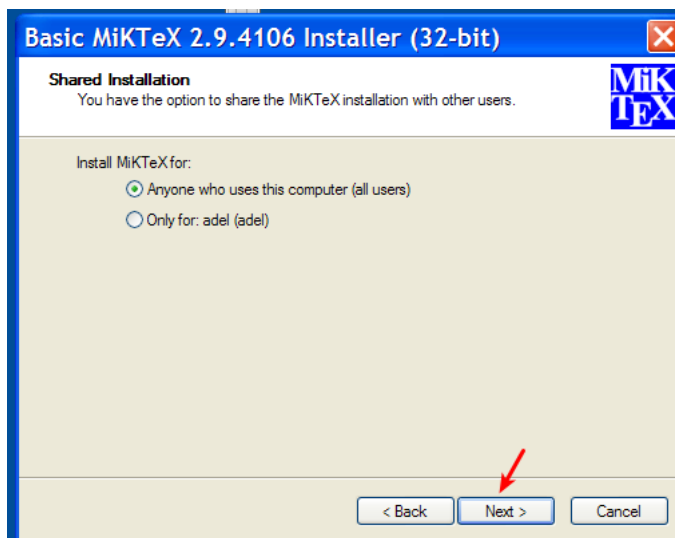 Basic MiKTeX 2.9.4106 Installer (32-bit)
Shared Installation
You have the option to share the MiKTeX installation with other users.
MiK
TEX
Install MiKTeX for:
Anyone who uses this computer (all users)
Only for: adel (adel)
< Back Next > Cancel